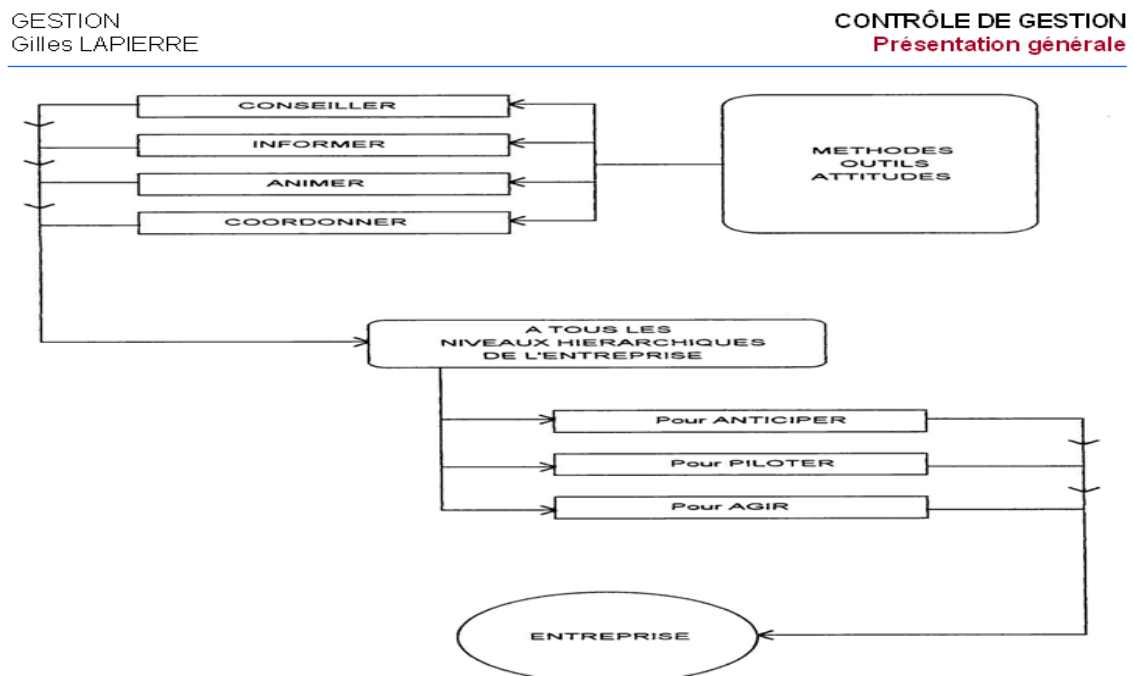 GESTION
Gilles LAPIERRE
CONTRÔLE DE GESTION
Présentation générale
CONSEILLER
INFORMER
ANIMER
COORDONNER
METHODES
OUTILS
ATTITUDES
A TOUS LES
NIVEAUX HIERARCHIQUES
DE L'ENTREPRISE
Pour ANTICIPER
Pour PILOTER
Pour AGIR
ENTREPRISE